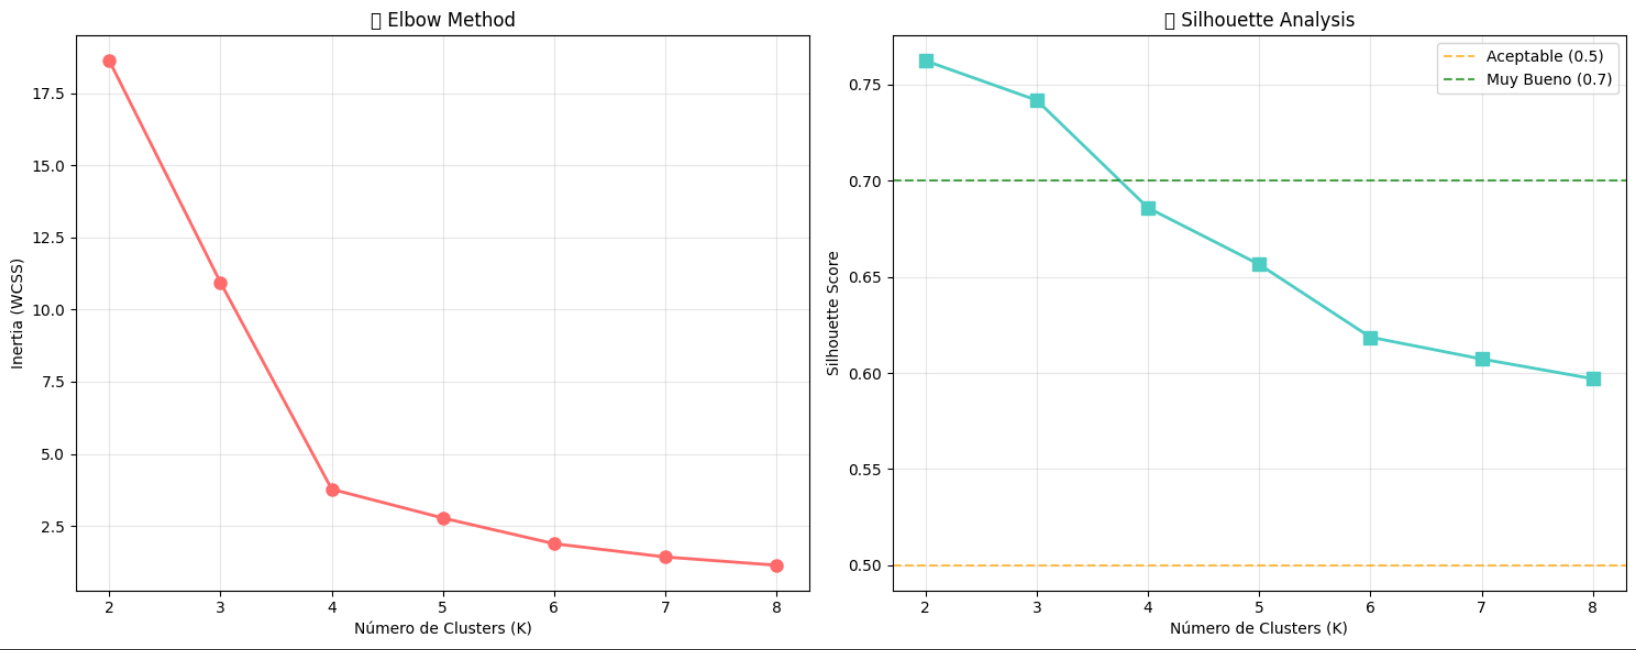 Elbow Method
17.5
15.0
12.5
10.0
7.5
5.0
2.5
Inertia (WCSS)
2 3 4 5 6 7 8
Número de Clusters (K)
Silhouette Analysis
Aceptable (0.5)
Muy Bueno (0.7)
0.75
0.70
0.65
0.60
0.55
0.50
Silhouette Score
2 3 4 5 6 7 8
Número de Clusters (K)